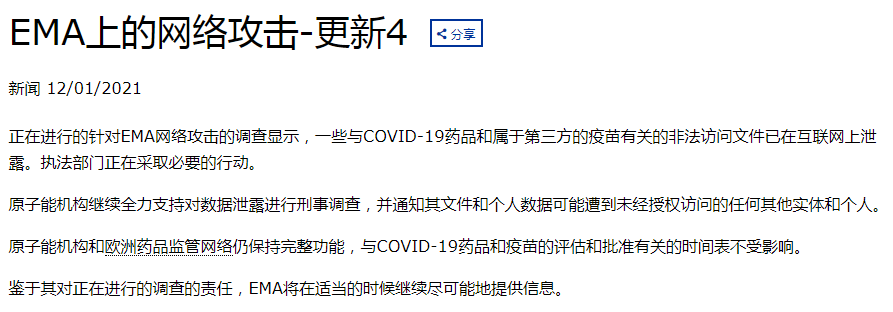 EMA上的网络攻击-更新4 分享
新闻 12/01/2021
正在进行的针对EMA网络攻击的调查显示，一些与COVID-19药品和属于第三方的疫苗有关的非法访问文件已在互联网上泄
露。执法部门正在采取必要的行动。
原子能机构继续全力支持对数据泄露进行刑事调查，并通知其文件和个人数据可能遭到未经授权访问的任何其他实体和个人。
原子能机构和欧洲药品监管网络仍保持完整功能，与COVID-19药品和疫苗的评估和批准有关的时间表不受影响。
鉴于其对正在进行的调查的责任，EMA将在适当的时候继续尽可能地提供信息。